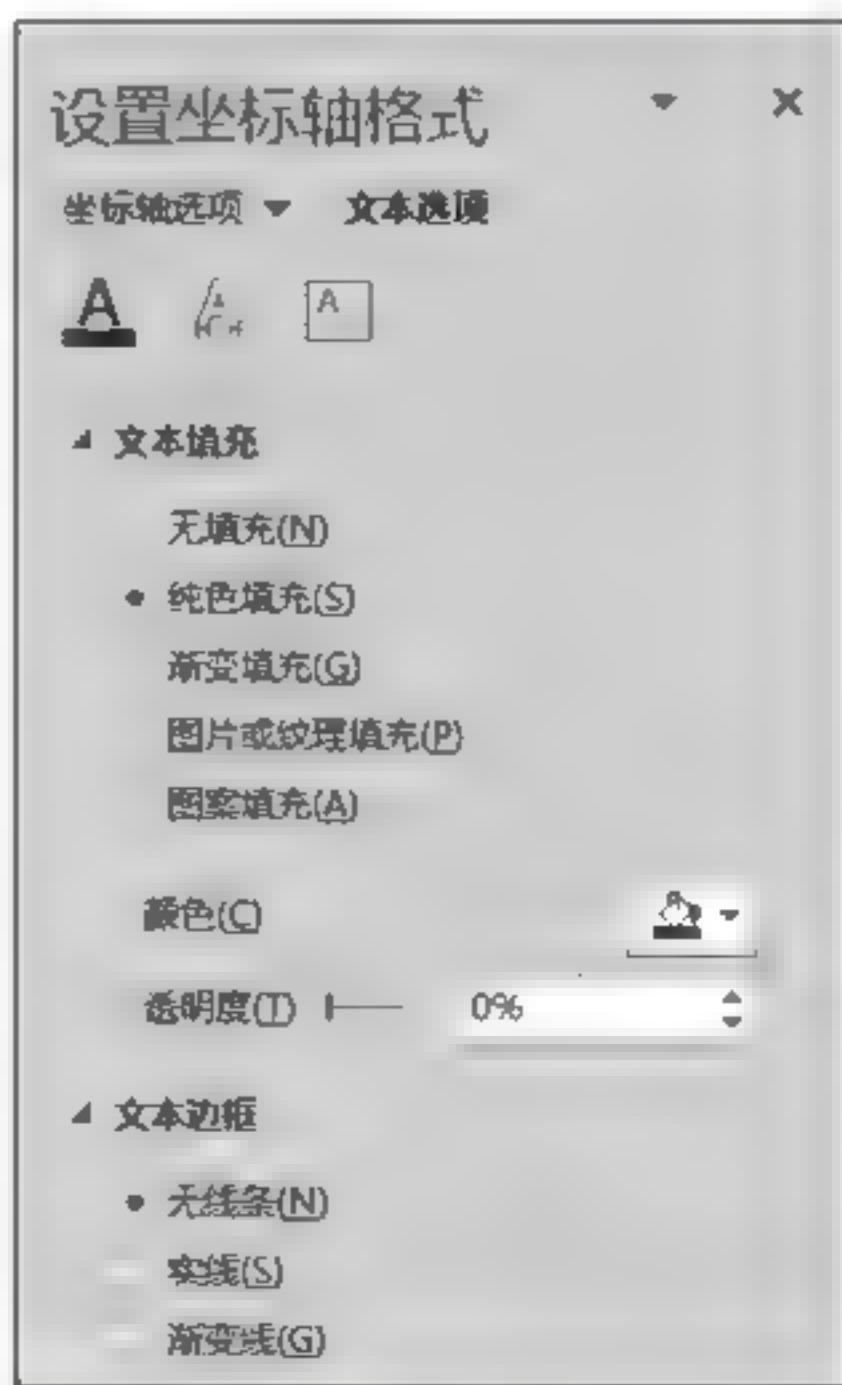 设置坐标轴格式
坐标轴选项 文本选项
A A A
文本填充
无填充(N)
纯色填充(S)
渐变填充(G)
图片或纹理填充(P)
图案填充(A)
颜色(C)
透明度(T) 0%
文本边框
无线条(N)
实线(S)
渐变线(G)